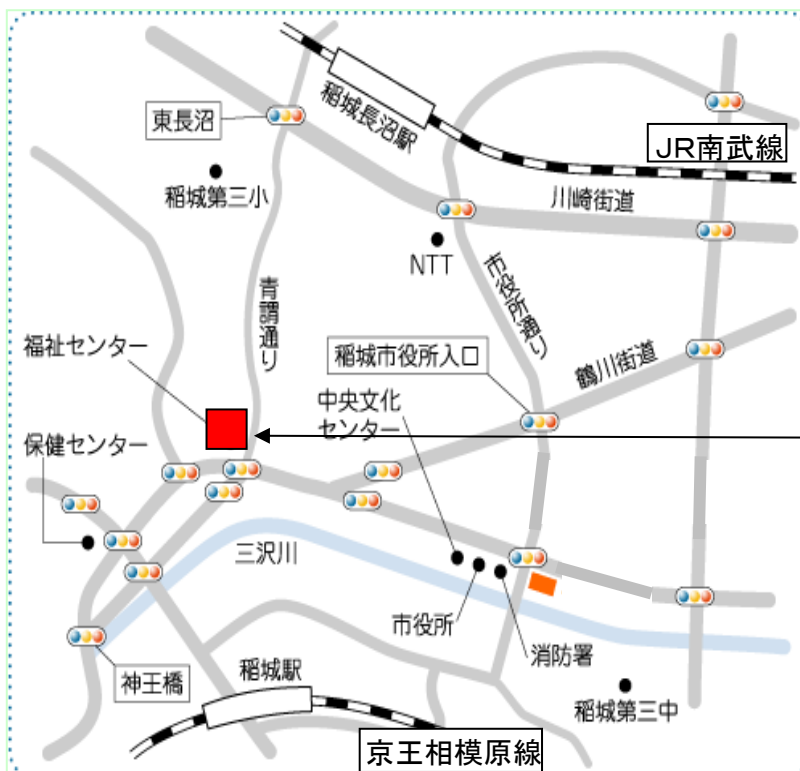 東長沼
稲城長沼駅
JR南武線
稲城第三小
川崎街道
NTT
青謂通り
市役所通り
福祉センター
稲城市役所入口
鶴川街道
中央文化
センター
保健センター
三沢川
市役所
消防署
神王橋
稲城駅
稲城第三中
京王相模原線